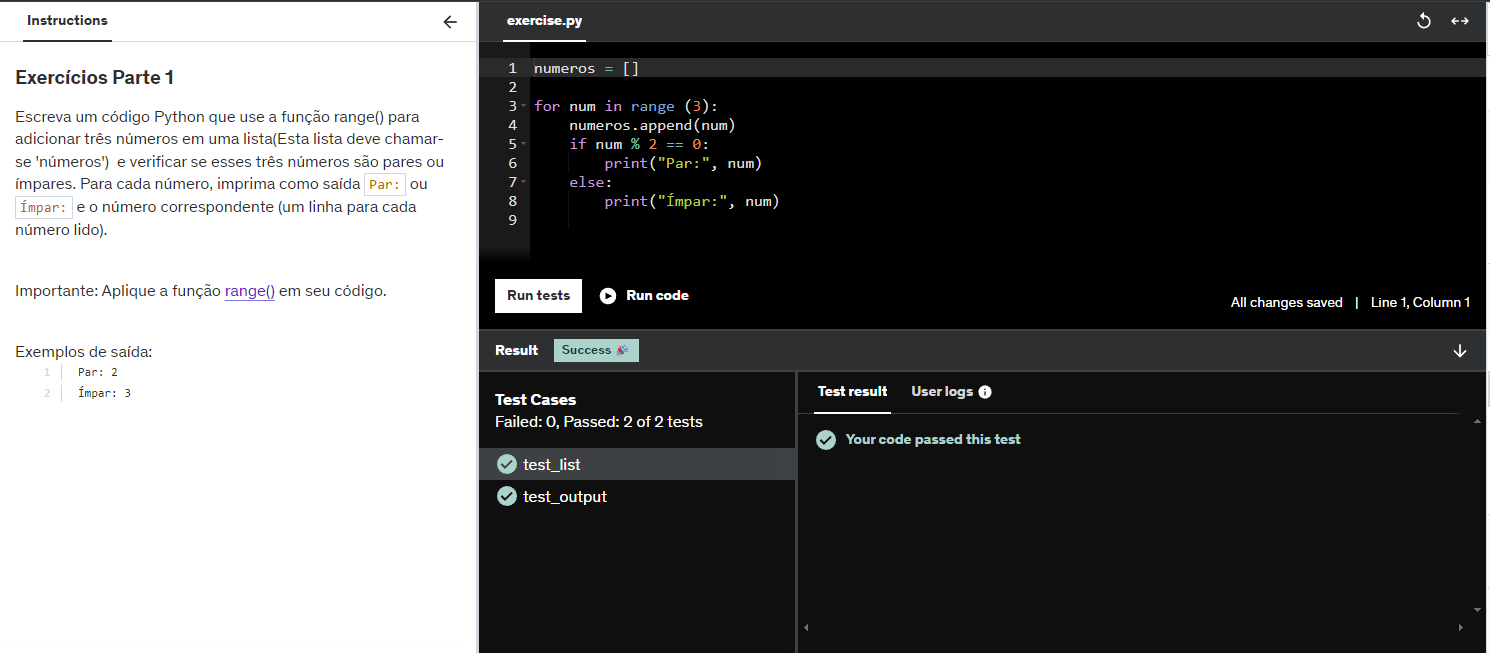 Instructions
Exercícios Parte 1
Escreva um código Python que use a função range() para
adicionar três números em uma lista(Esta lista deve chamar-
se 'números')  e verificar se esses três números são pares ou
ímpares. Para cada número, imprima como saída Par: ou
Ímpar: e o número correspondente (um linha para cada
número lido).
Importante: Aplique a função range() em seu código.
Exemplos de saída:
1 Par: 2
2 Ímpar: 3
exercise.py
1 numeros = []
2
3 for num in range (3):
4     numeros.append(num)
5     if num % 2 == 0:
6         print("Par:", num)
7     else:
8         print("Ímpar:", num)
9
Run tests Run code
All changes saved | Line 1, Column 1
Result Success
Test Cases
Failed: 0, Passed: 2 of 2 tests
test_list
test_output
Test result User logs
Your code passed this test